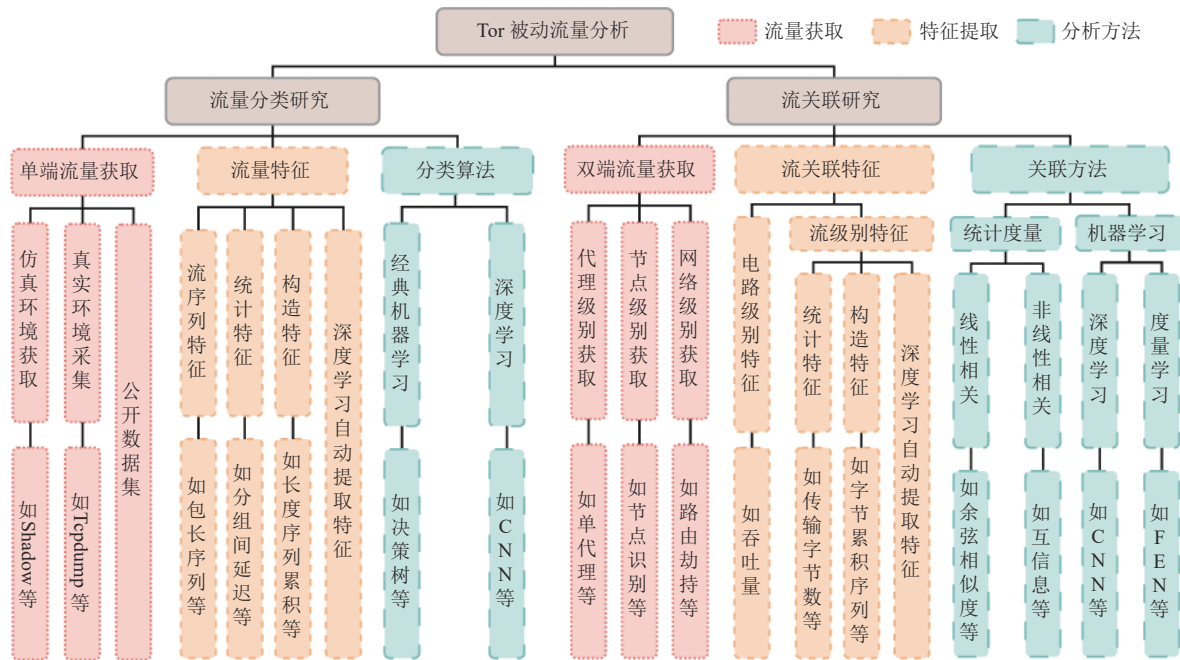 Tor 被动流量分析
流量获取
特征提取
分析方法
流量分类研究
流关联研究
单端流量获取
流量特征
分类算法
双端流量获取
流关联特征
关联方法
流级别特征
统计度量
机器学习
仿真环境获取
真实环境采集
公开数据集
流序列特征
统计特征
构造特征
深度学习自动提取特征
经典机器学习
深度学习
代理级别获取
节点级别获取
网络级别获取
电路级别特征
统计特征
构造特征
深度学习自动提取特征
线性相关
非线性相关
深度学习
度量学习
如Shadow等
如Tcpdump等
如包长序列等
如分组间延迟等
如长度序列累积等
如决策树等
如CNN等
如单代理等
如节点识别等
如路由劫持等
如吞吐量
如传输字节数等
如字节累积序列等
如余弦相似度等
如互信息等
如CNN等
如FEN等